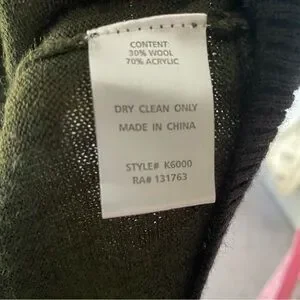 CONTENT:
30% WOOL
70% ACRYLIC
DRY CLEAN ONLY
MADE IN CHINA
STYLE# K6000
RA# 131763